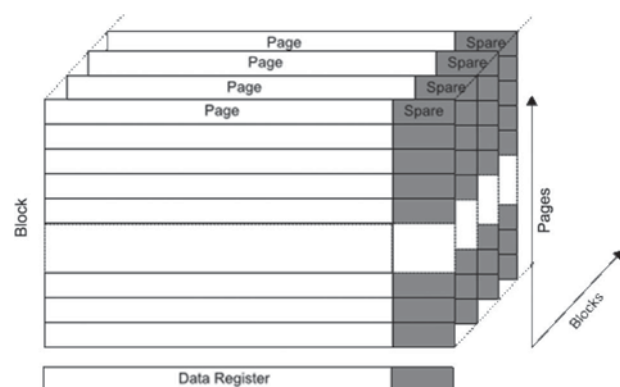 Page Spare
Page Spare
Page Spare
Page Spare
Block
Pages
Blocks
Data Register